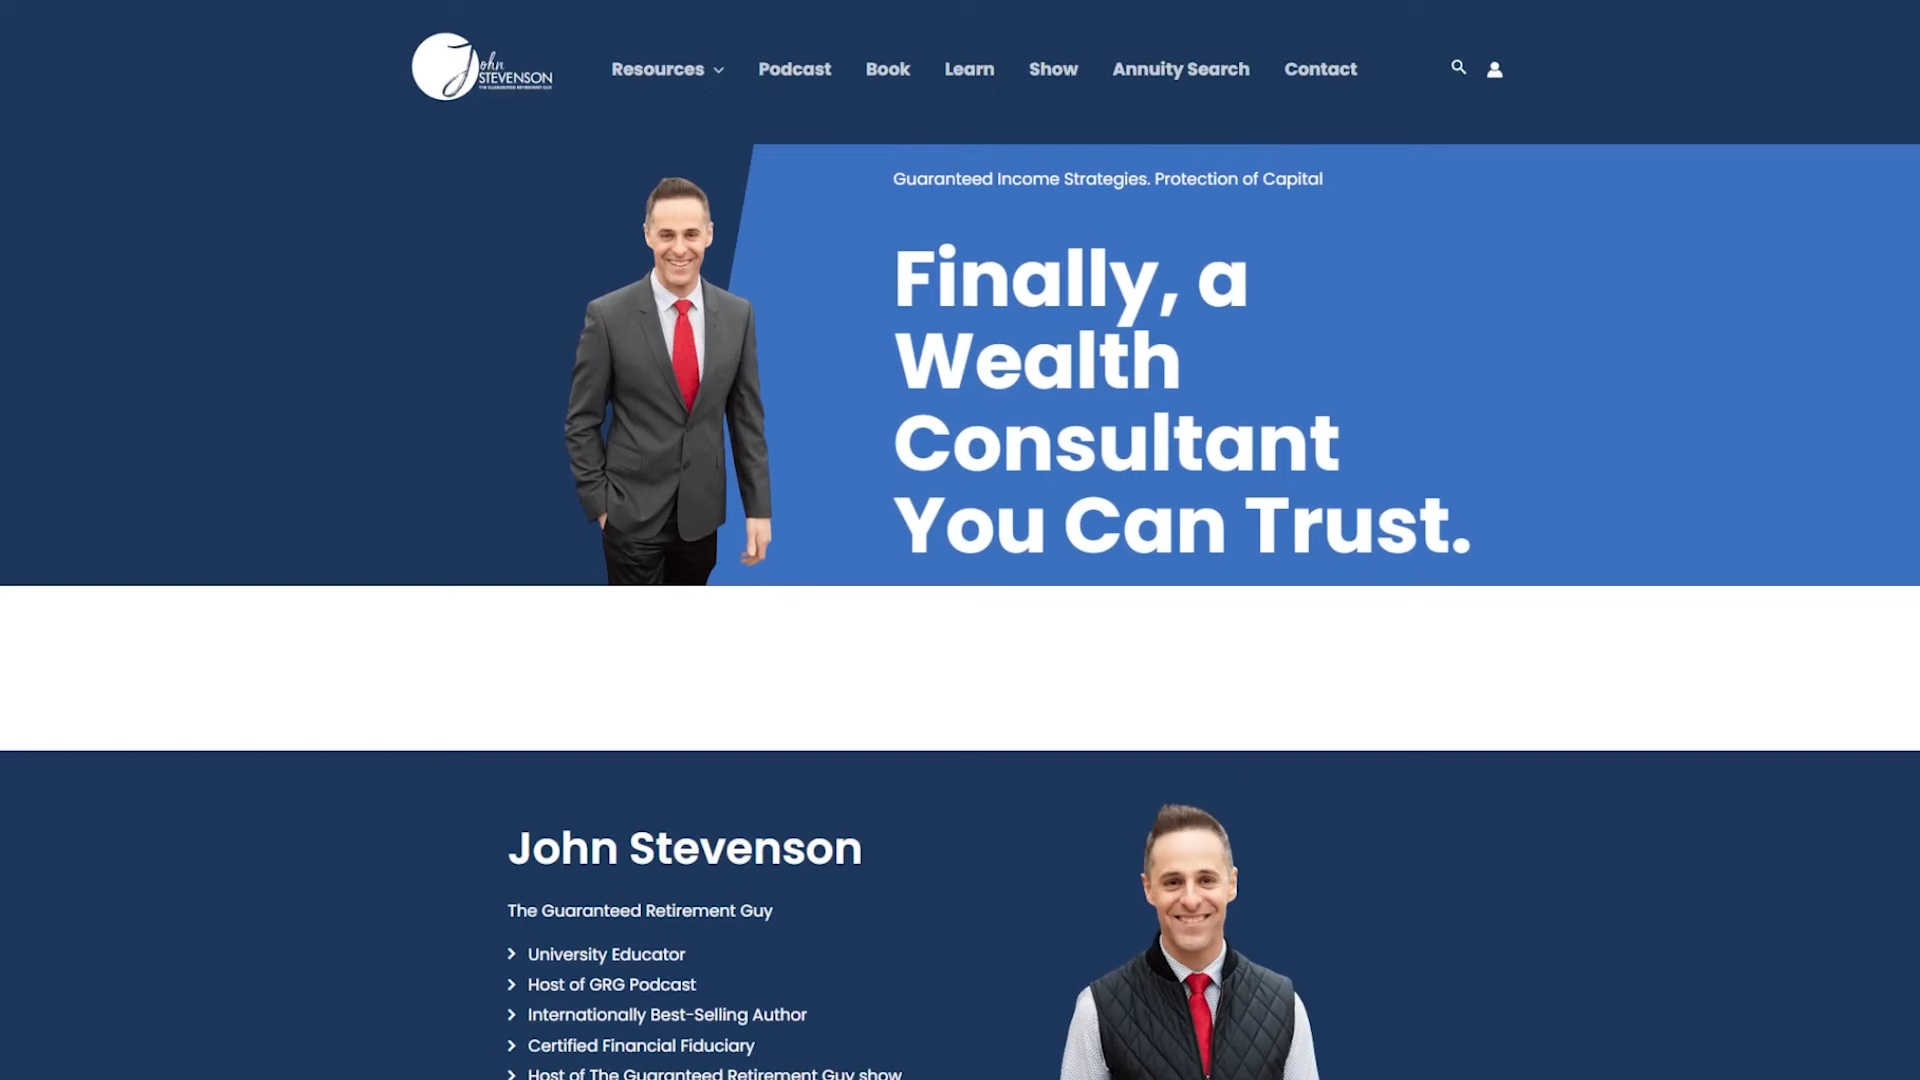 John
STEVENSON
THE GUARANTEED RETIREMENT GUY
Resources
Podcast
Book
Learn
Show
Annuity Search
Contact
Guaranteed Income Strategies. Protection of Capital
Finally, a
Wealth
Consultant
You Can Trust.
John Stevenson
The Guaranteed Retirement Guy
University Educator
Host of GRG Podcast
Internationally Best-Selling Author
Certified Financial Fiduciary
Host of The Guaranteed Retirement Guy show